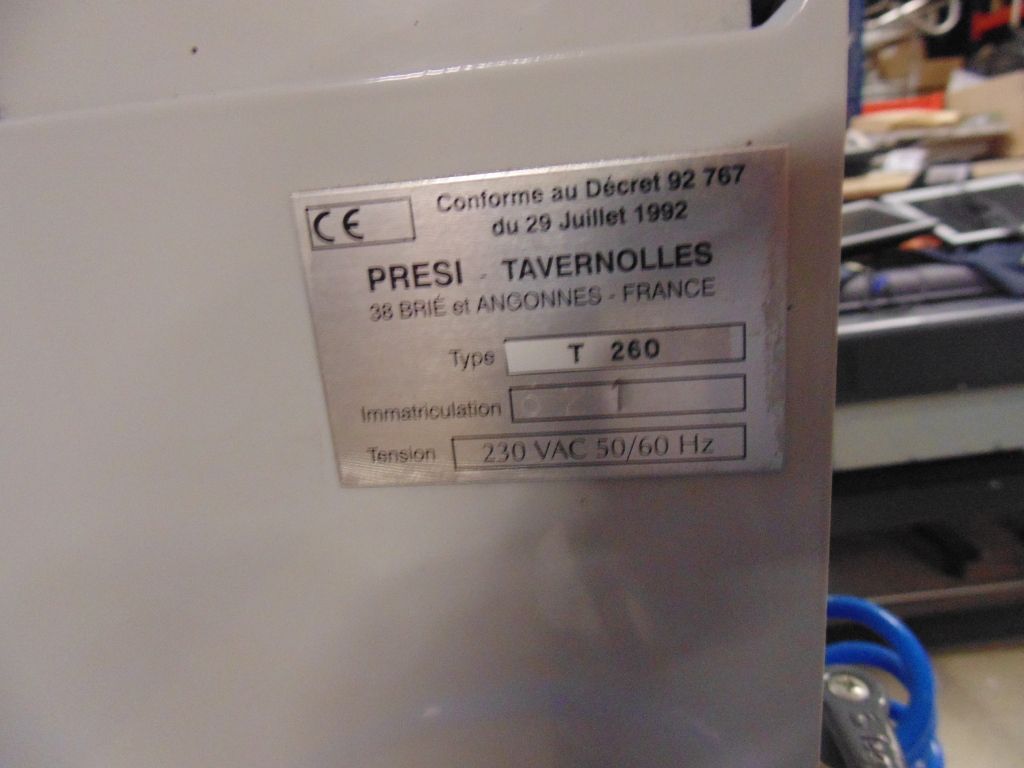 CE
Conforme au Décret 92 767
du 29 Juillet 1992
PRESI - TAVERNOLLES
38 BRIÉ et ANGONNES - FRANCE
Type T 260
Immatriculation
Tension 230 VAC 50/60 Hz